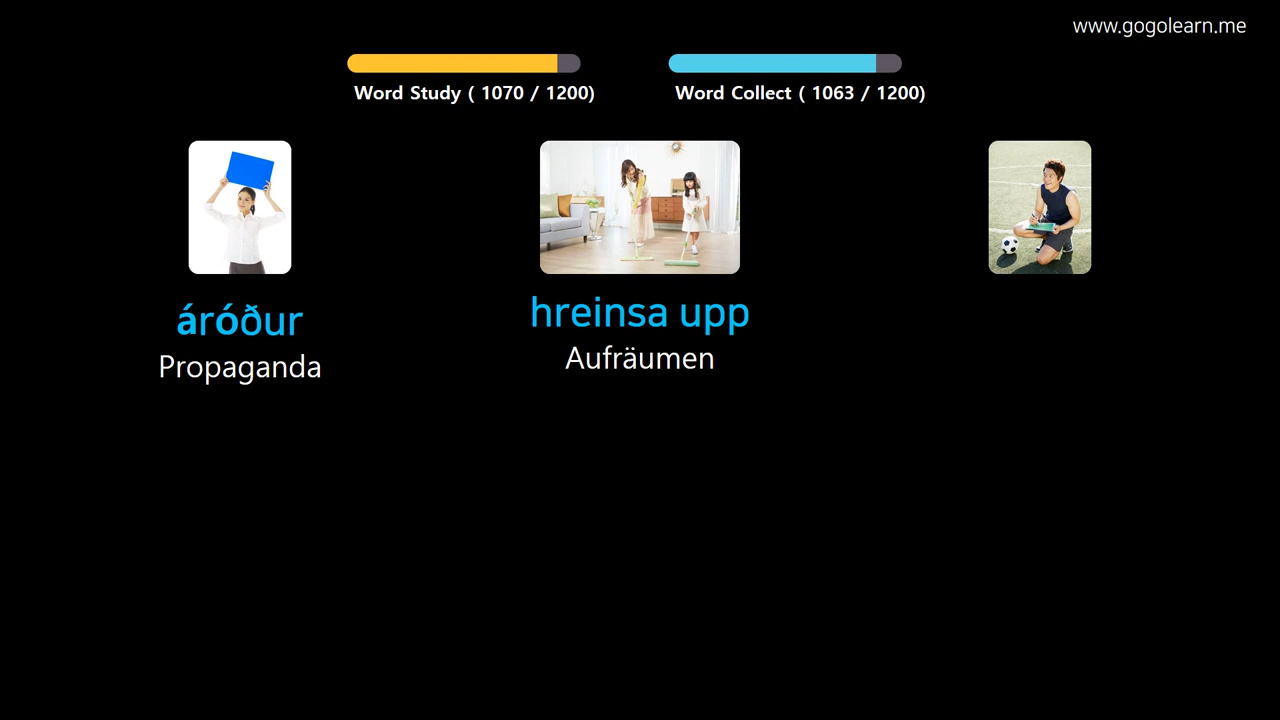 www.gogolearn.me
Word Study ( 1070 / 1200)
Word Collect ( 1063 / 1200)
áróður
Propaganda
hreinsa upp
Aufräumen